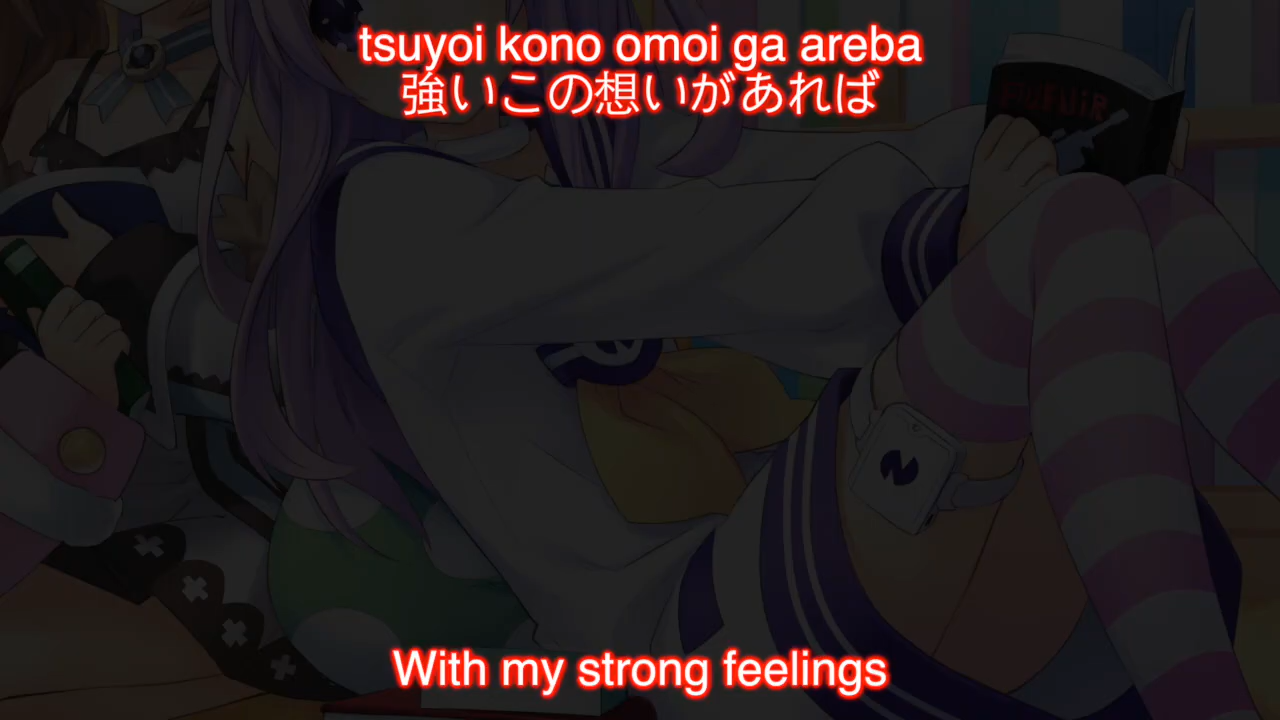 tsuyoi kono omoi ga areba
強いこの想いがあれば
With my strong feelings